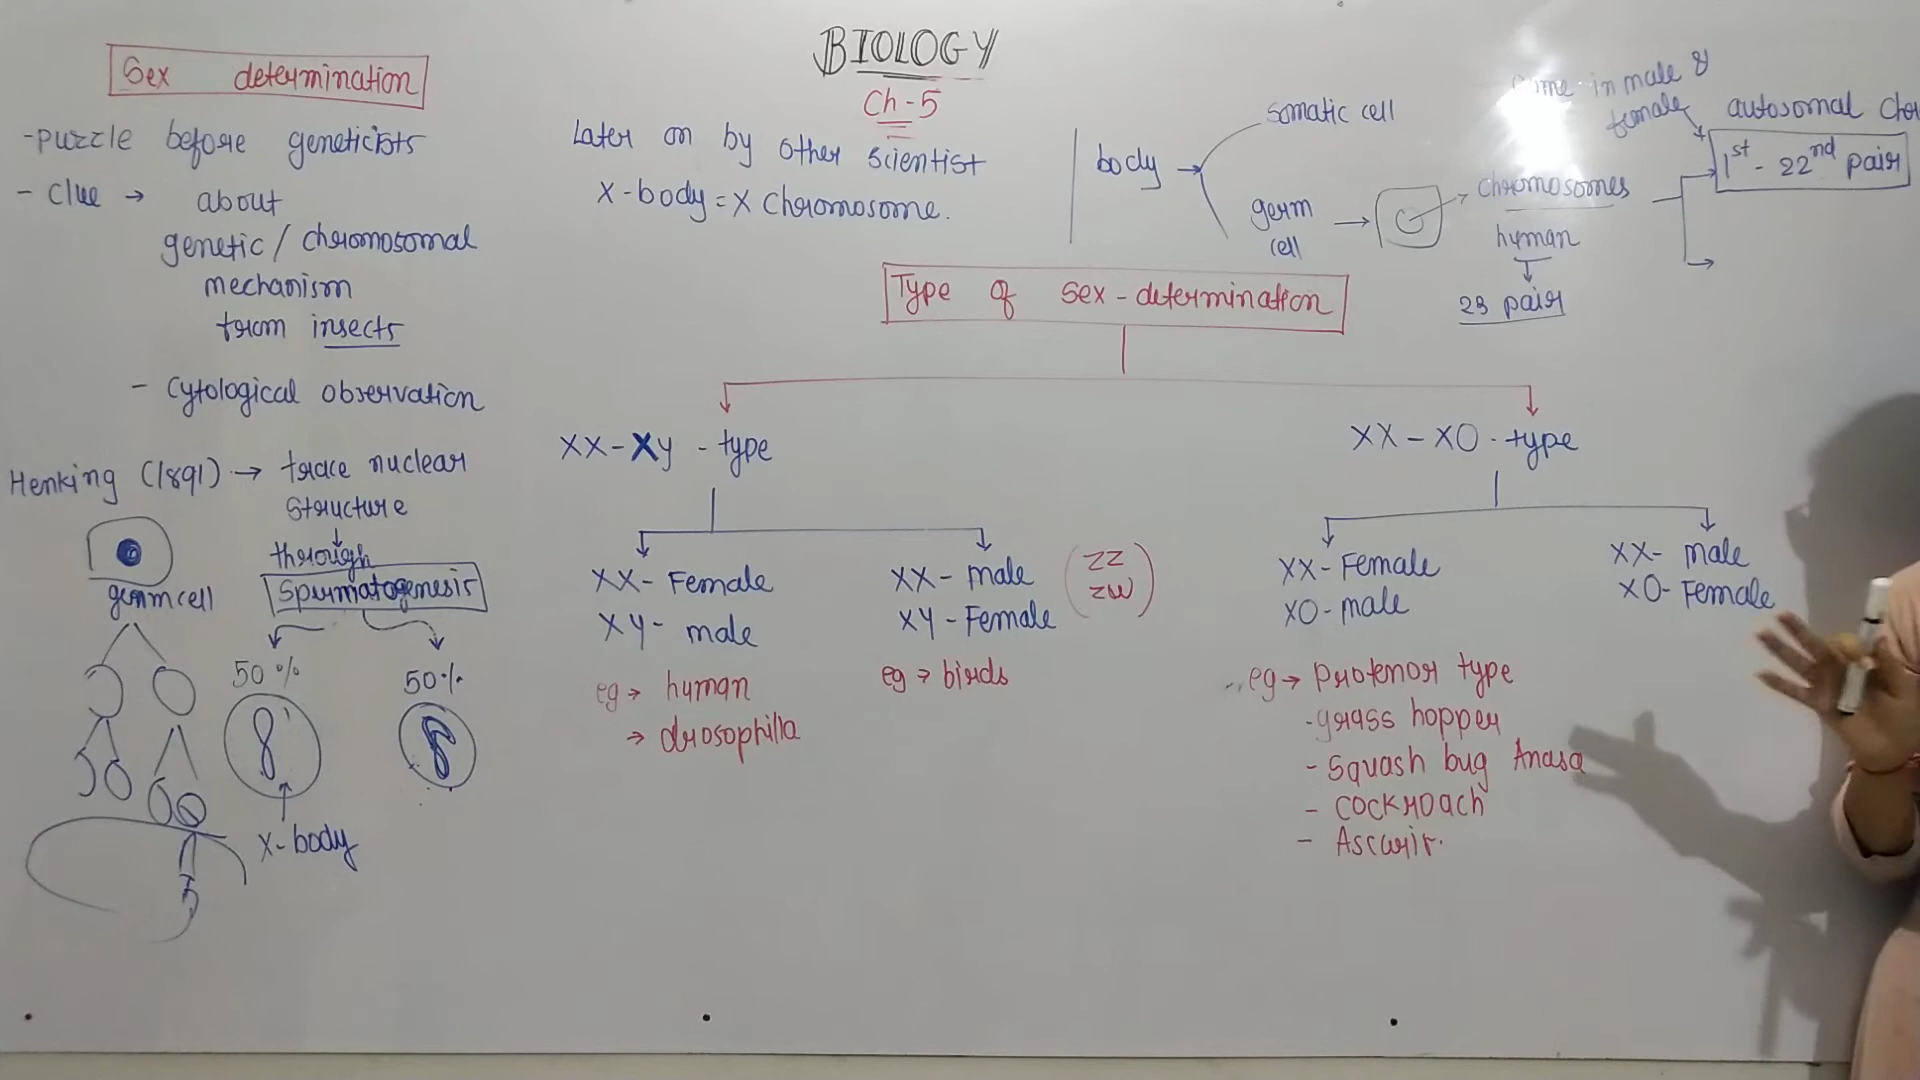 BIOLOGY
Ch-5
Sex determination
-puzzle before geneticists
- Clue → about
genetic / chromosomal
mechanism
from insects
- Cytological observation
Henking (1891) → trace nuclear
structure
through
spermatogenesis
germ cell
50%
50%
X-body
Later on by other scientist
X-body = X chromosome.
body →
somatic cell
germ
cell
→ chromosomes
human
23 pair
in male &
female
autosomal
1st - 22nd pair
Type of sex-determination
XX-XY - type
XX-Female
XY- male
eg → human
→ drosophilla
XX- male
XY-Female
(ZZ
ZW)
eg → birds
XX-XO-type
XX-Female
XO-male
eg → Protenor type
-grass hopper
- Squash bug Anasa
- cockroach
XX- male
XO- Female